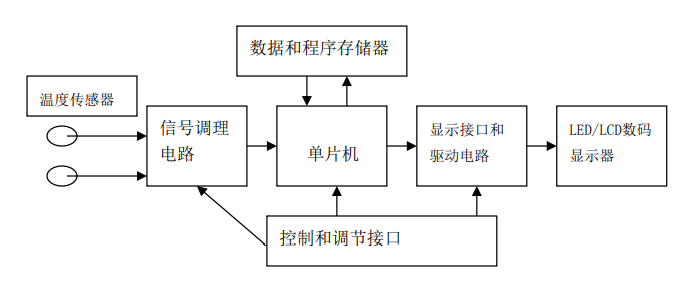 数据和程序存储器
温度传感器
信号调理
电路
单片机
显示接口和
驱动电路
LED/LCD数码
显示器
控制和调节接口